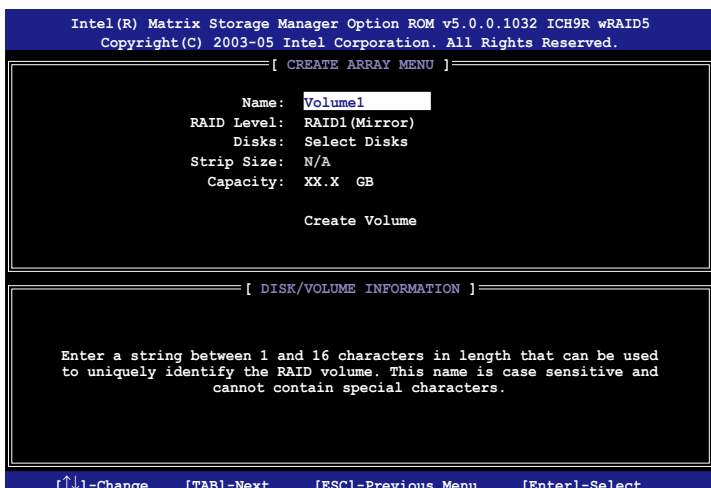 Intel(R) Matrix Storage Manager Option ROM v5.0.0.1032 ICH9R wRAID5
Copyright(C) 2003-05 Intel Corporation. All Rights Reserved.
[ CREATE ARRAY MENU ]
Name: Volume1
RAID Level: RAID1(Mirror)
Disks: Select Disks
Strip Size: N/A
Capacity: XX.X GB
Create Volume
[ DISK/VOLUME INFORMATION ]
Enter a string between 1 and 16 characters in length that can be used
to uniquely identify the RAID volume. This name is case sensitive and
cannot contain special characters.
[↑↓]-Change [TAB]-Next [ESC]-Previous Menu [Enter]-Select